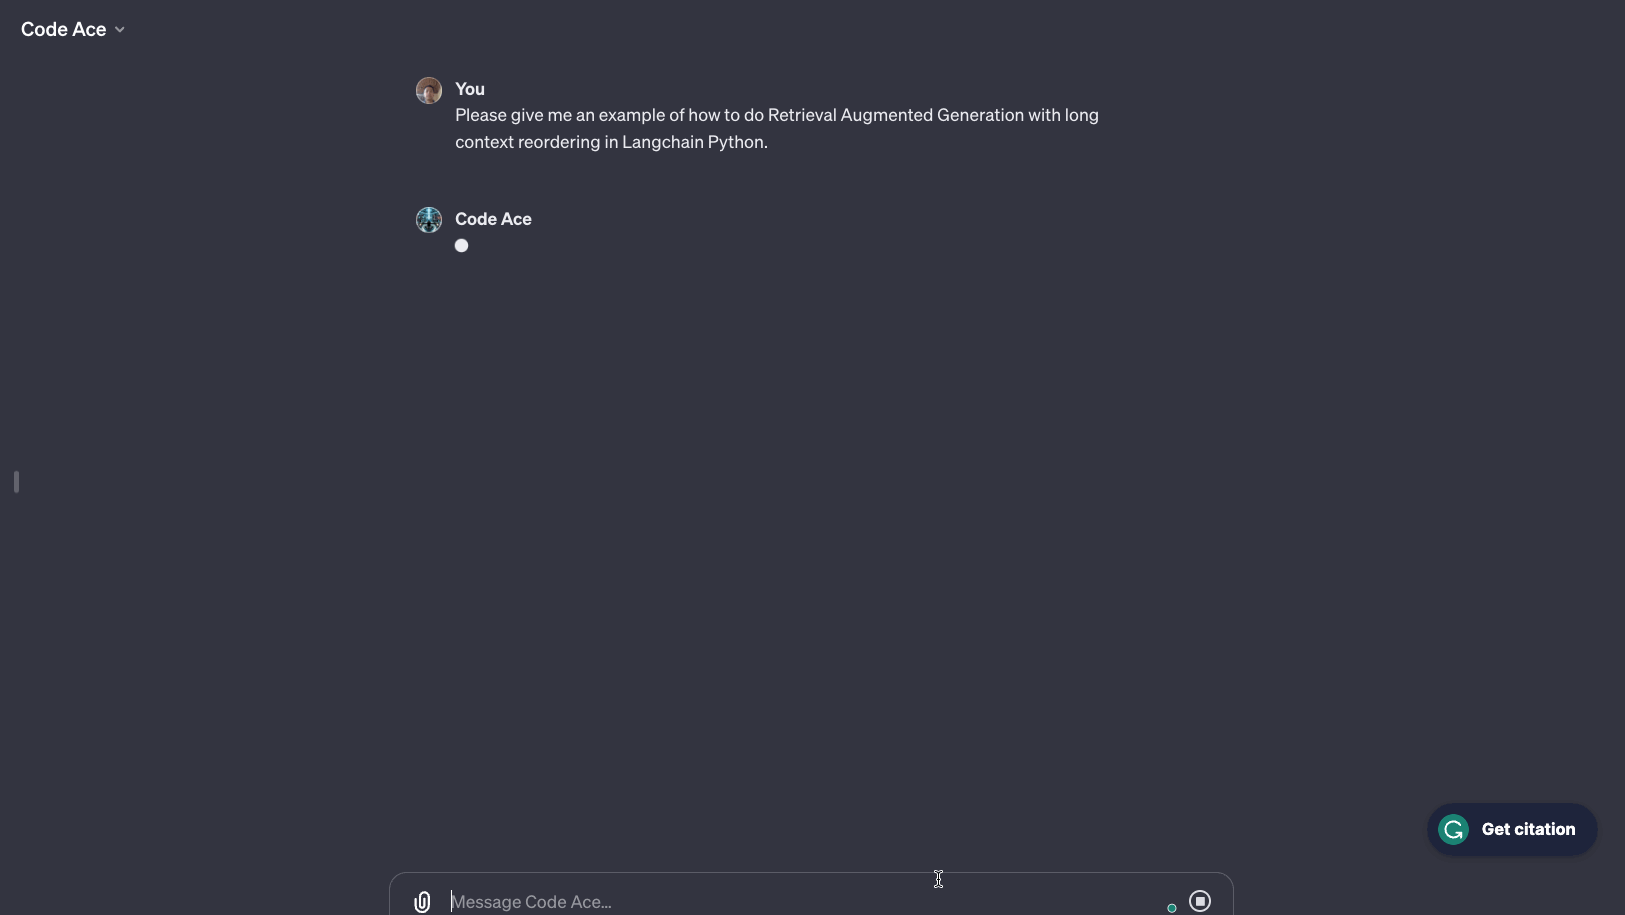 Code Ace
You
Please give me an example of how to do Retrieval Augmented Generation with long
context reordering in Langchain Python.
Code Ace
Get citation
Message Code Ace...